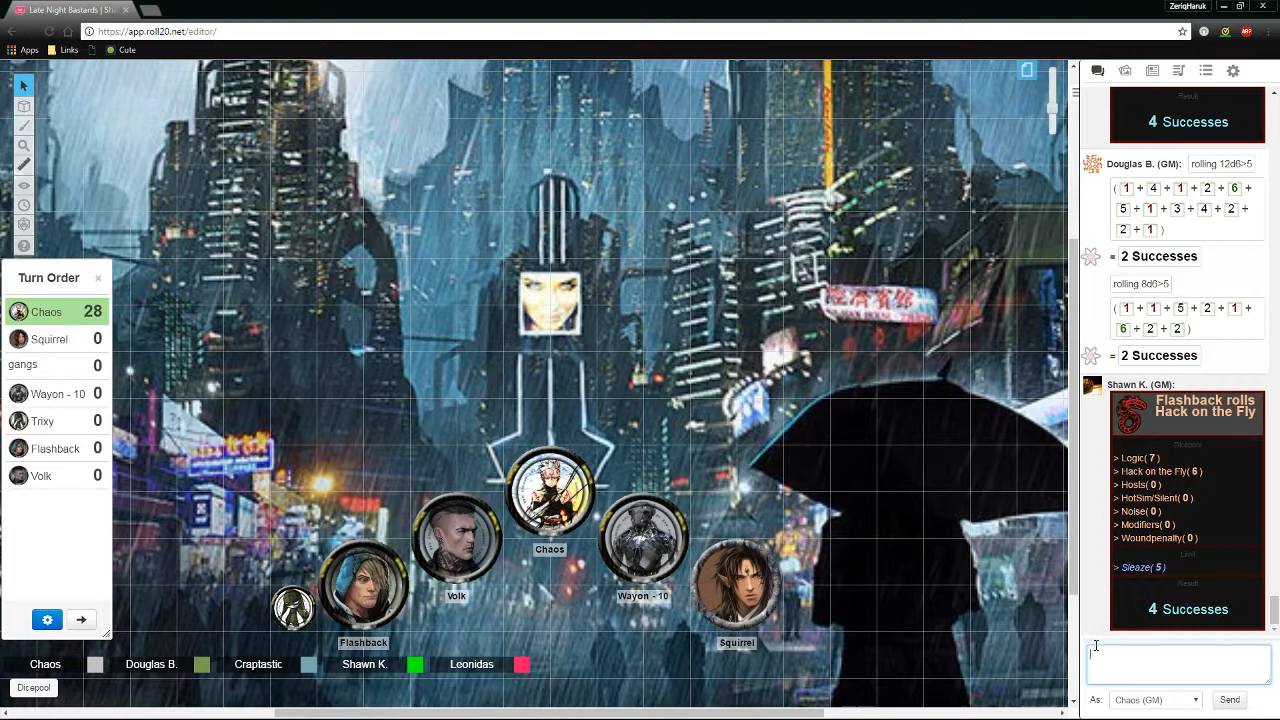 Late Night Bastards | Sha
ZeriqHaruk
https://app.roll20.net/editor/
Apps
Links
Cute
Turn Order
Chaos 28
Squirrel 0
gangs 0
Wayon - 10 0
Trixy 0
Flashback 0
Volk 0
Chaos
Volk
Wayon - 10
Flashback
Squirrel
Chaos
Douglas B.
Craptastic
Shawn K.
Leonidas
Dicepool
Result
4 Successes
Douglas B. (GM): rolling 12d6>5
( 1 + 4 + 1 + 2 + 6 +
5 + 1 + 3 + 4 + 2 +
2 + 1 )
= 2 Successes
rolling 8d6>5
( 1 + 1 + 5 + 2 + 1 +
6 + 2 + 2 )
= 2 Successes
Shawn K. (GM):
Flashback rolls
Hack on the Fly
Dicepool
> Logic( 7 )
> Hack on the Fly( 6 )
> Hosts( 0 )
> HotSim/Silent( 0 )
> Noise( 0 )
> Modifiers( 0 )
> Woundpenalty( 0 )
Limit
> Sleaze( 5 )
Result
4 Successes
As: Chaos (GM)
Send